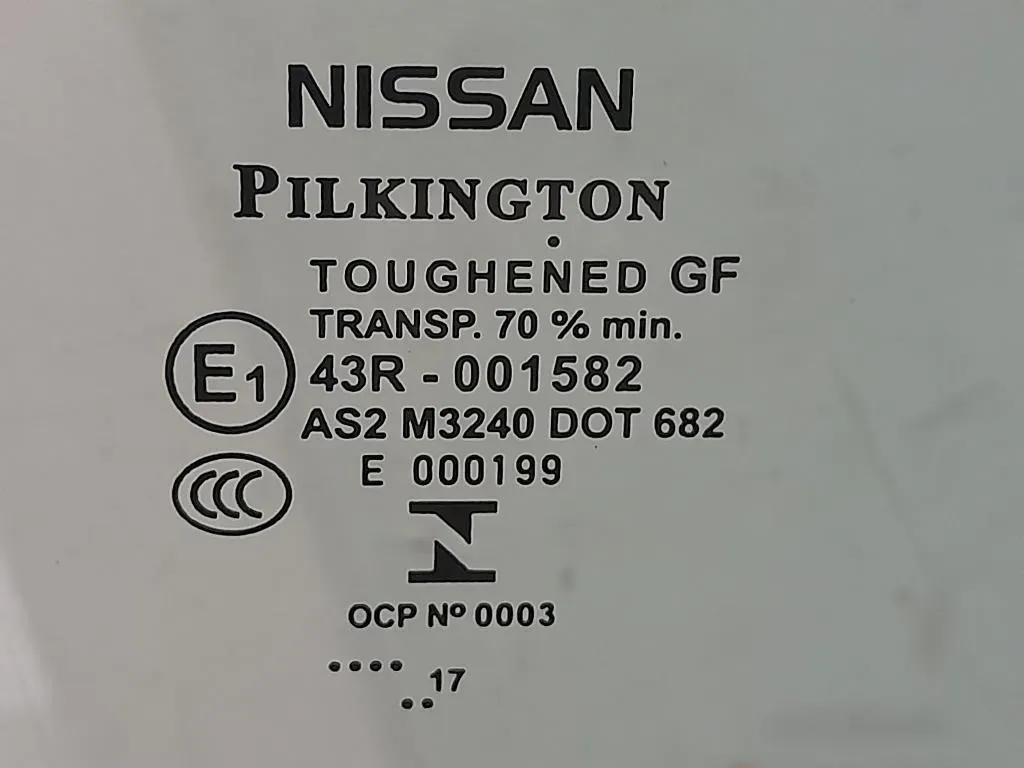 NISSAN
PILKINGTON
TOUGHENED GF
TRANSP. 70 % min.
E1 43R - 001582
AS2 M3240 DOT 682
E 000199
CCC
N
OCP Nº 0003
.... 17
..